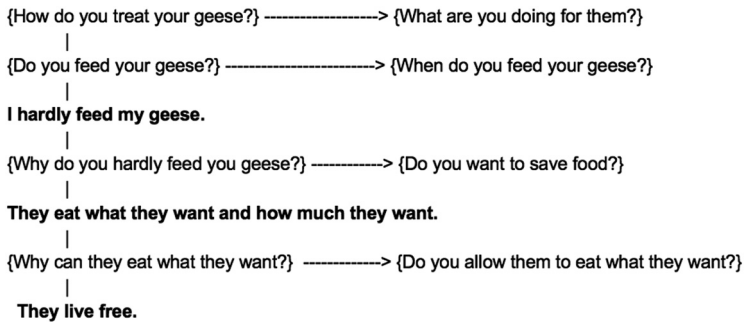 {How do you treat your geese?} -------------------> {What are you doing for them?}
|
{Do you feed your geese?} -------------------------> {When do you feed your geese?}
|
I hardly feed my geese.
|
{Why do you hardly feed you geese?} ------------> {Do you want to save food?}
|
They eat what they want and how much they want.
|
{Why can they eat what they want?} -------------> {Do you allow them to eat what they want?}
|
They live free.